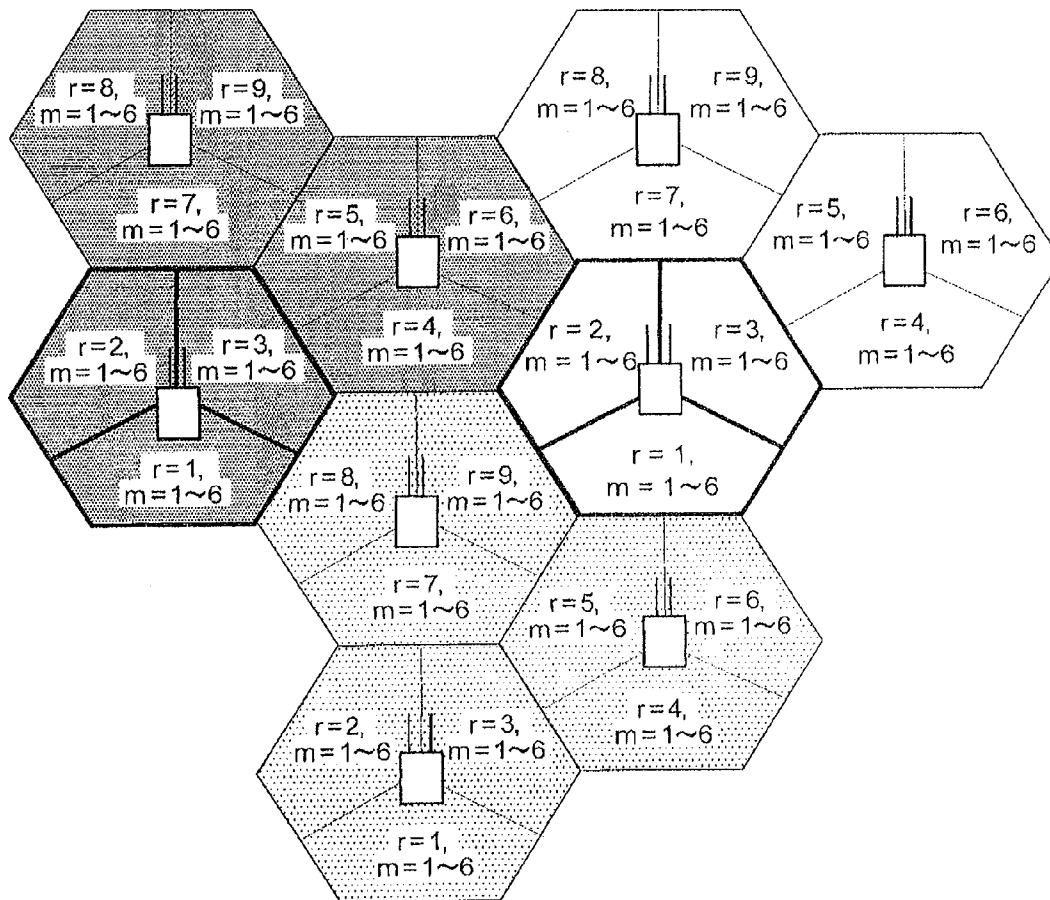 r=8,
m=1~6
r=9,
m=1~6
r=7,
m=1~6
r=8,
m=1~6
r=9,
m=1~6
r=7,
m=1~6
r=5,
m=1~6
r=6,
m=1~6
r=4,
m=1~6
r=5,
m=1~6
r=6,
m=1~6
r=4,
m=1~6
r=2,
m=1~6
r=3,
m=1~6
r=1,
m=1~6
r=2,
m=1~6
r=3,
m=1~6
r=1,
m=1~6
r=8,
m=1~6
r=9,
m=1~6
r=7,
m=1~6
r=5,
m=1~6
r=6,
m=1~6
r=4,
m=1~6
r=2,
m=1~6
r=3,
m=1~6
r=1,
m=1~6